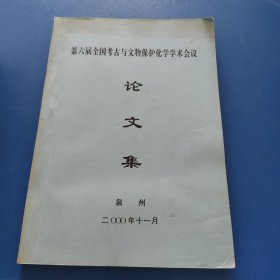 第六届全国考古与文物保护化学学术会议
论
文
集
泉州
二〇〇〇年十一月